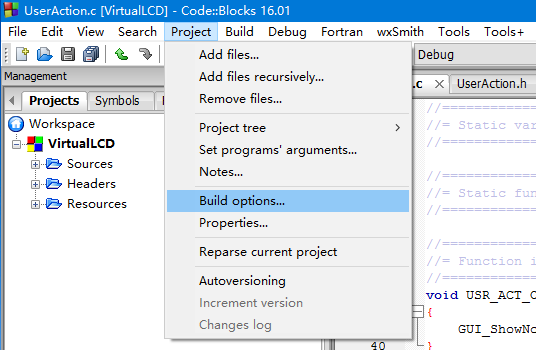 UserAction.c [VirtualLCD] - Code::Blocks 16.01
File Edit View Search Project Build Debug Fortran wxSmith Tools Tools+
Debug
Management
Projects Symbols
.c UserAction.h
Workspace
VirtualLCD
Sources
Headers
Resources
Add files...
Add files recursively...
Remove files...
Project tree
Set programs' arguments...
Notes...
Build options...
Properties...
Reparse current project
Autoversioning
Increment version
Changes log
//=============
//= Static var
//=============
//=============
//= Static fun
//=============
//=============
//= Function i
//=============
void USR_ACT_C
{
GUI_ShowNo
40 }